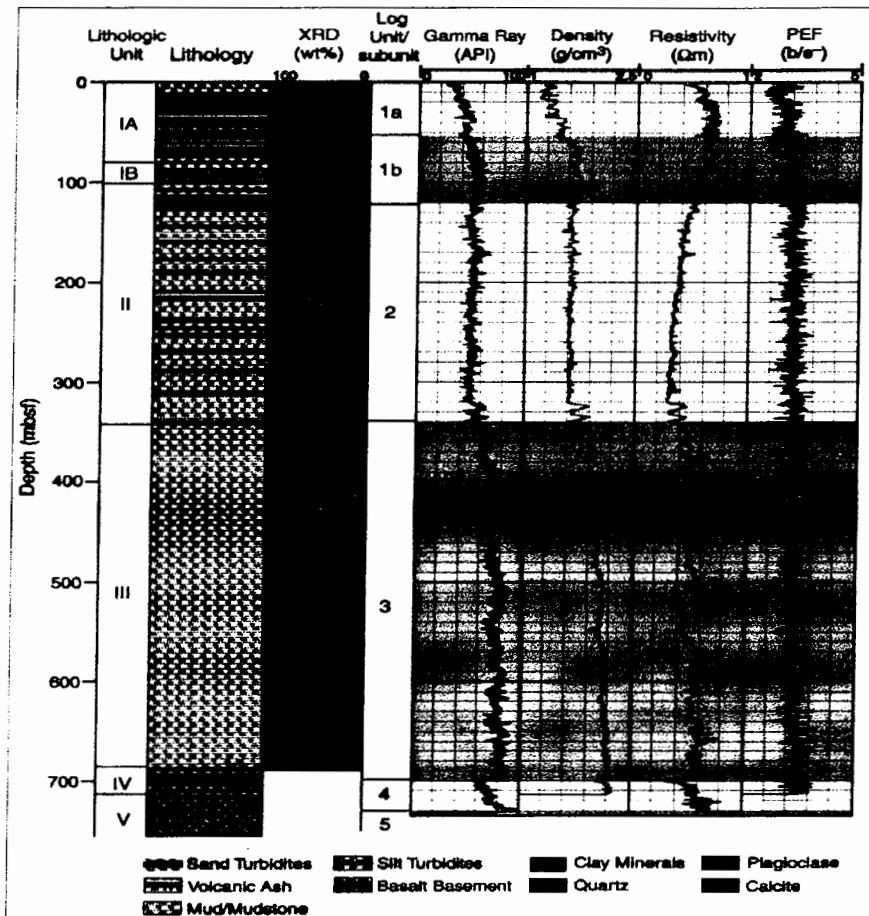 Lithologic Unit
Lithology
XRD (wt%)
Log Unit/ subunit
Gamma Ray (API)
Density (g/cm³)
Resistivity (Ωm)
PEF (b/e⁻)
100 0
0 100
2.5 0
Depth (mbsf)
0
100
200
300
400
500
600
700
IA
IB
II
III
IV
V
1a
1b
2
3
4
5
Sand Turbidites
Silt Turbidites
Clay Minerals
Plagioclase
Volcanic Ash
Basalt Basement
Quartz
Calcite
Mud/Mudstone